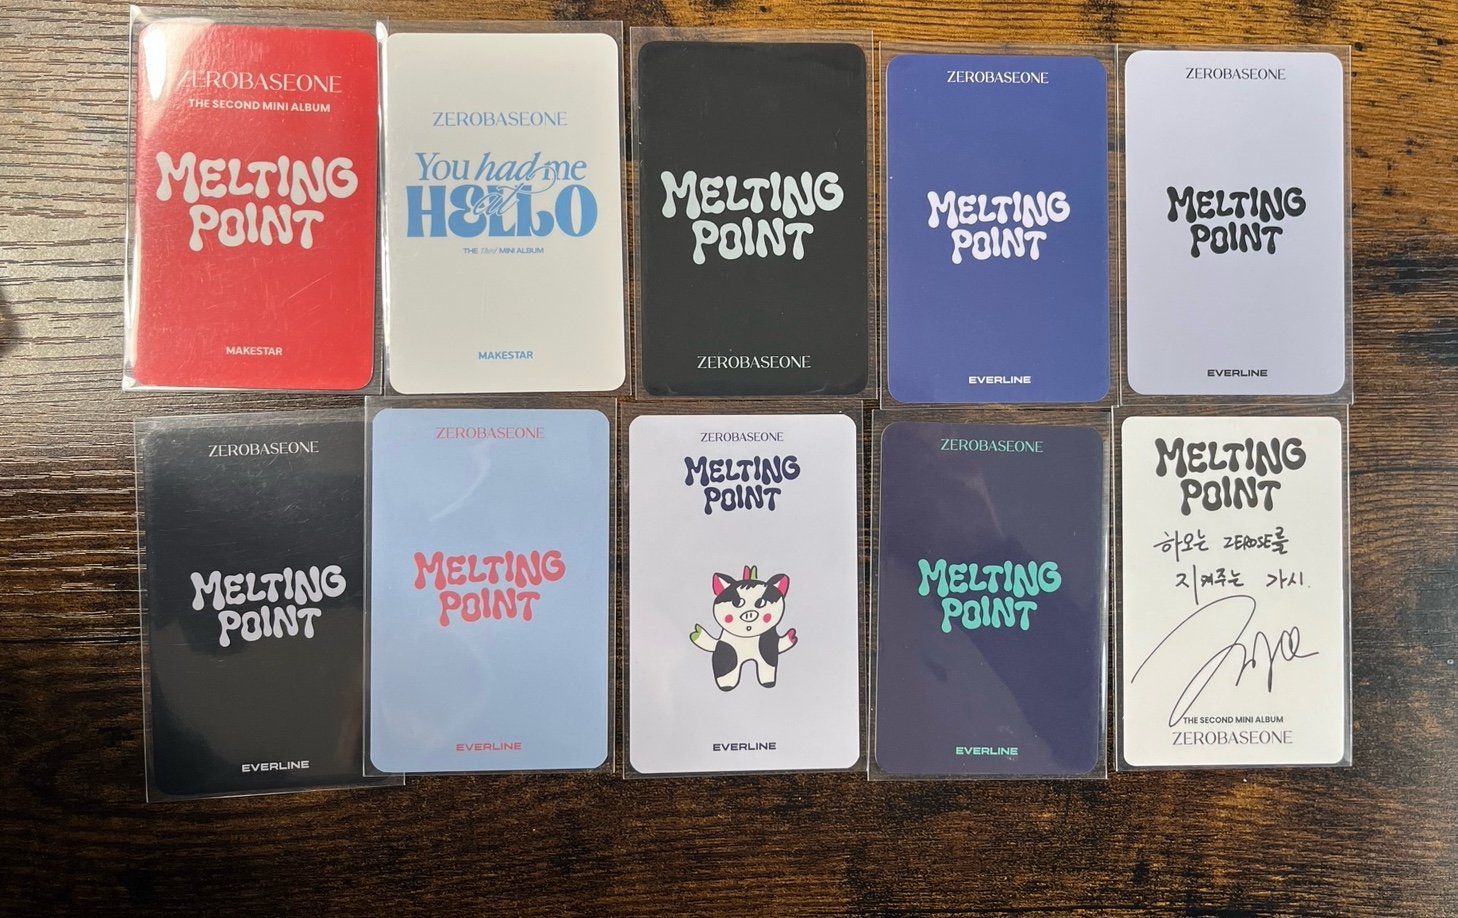 ZEROBASEONE
THE SECOND MINI ALBUM
MELTING
POINT
MAKESTAR
ZEROBASEONE
You had me
at
HELLO
THE Third MINI ALBUM
MAKESTAR
MELTING
POINT
ZEROBASEONE
ZEROBASEONE
MELTING
POINT
EVERLINE
ZEROBASEONE
MELTING
POINT
EVERLINE
ZEROBASEONE
MELTING
POINT
EVERLINE
ZEROBASEONE
MELTING
POINT
EVERLINE
ZEROBASEONE
MELTING
POINT
EVERLINE
ZEROBASEONE
MELTING
POINT
EVERLINE
MELTING
POINT
하오는 ZEROSE를
지켜주는 가시.
THE SECOND MINI ALBUM
ZEROBASEONE